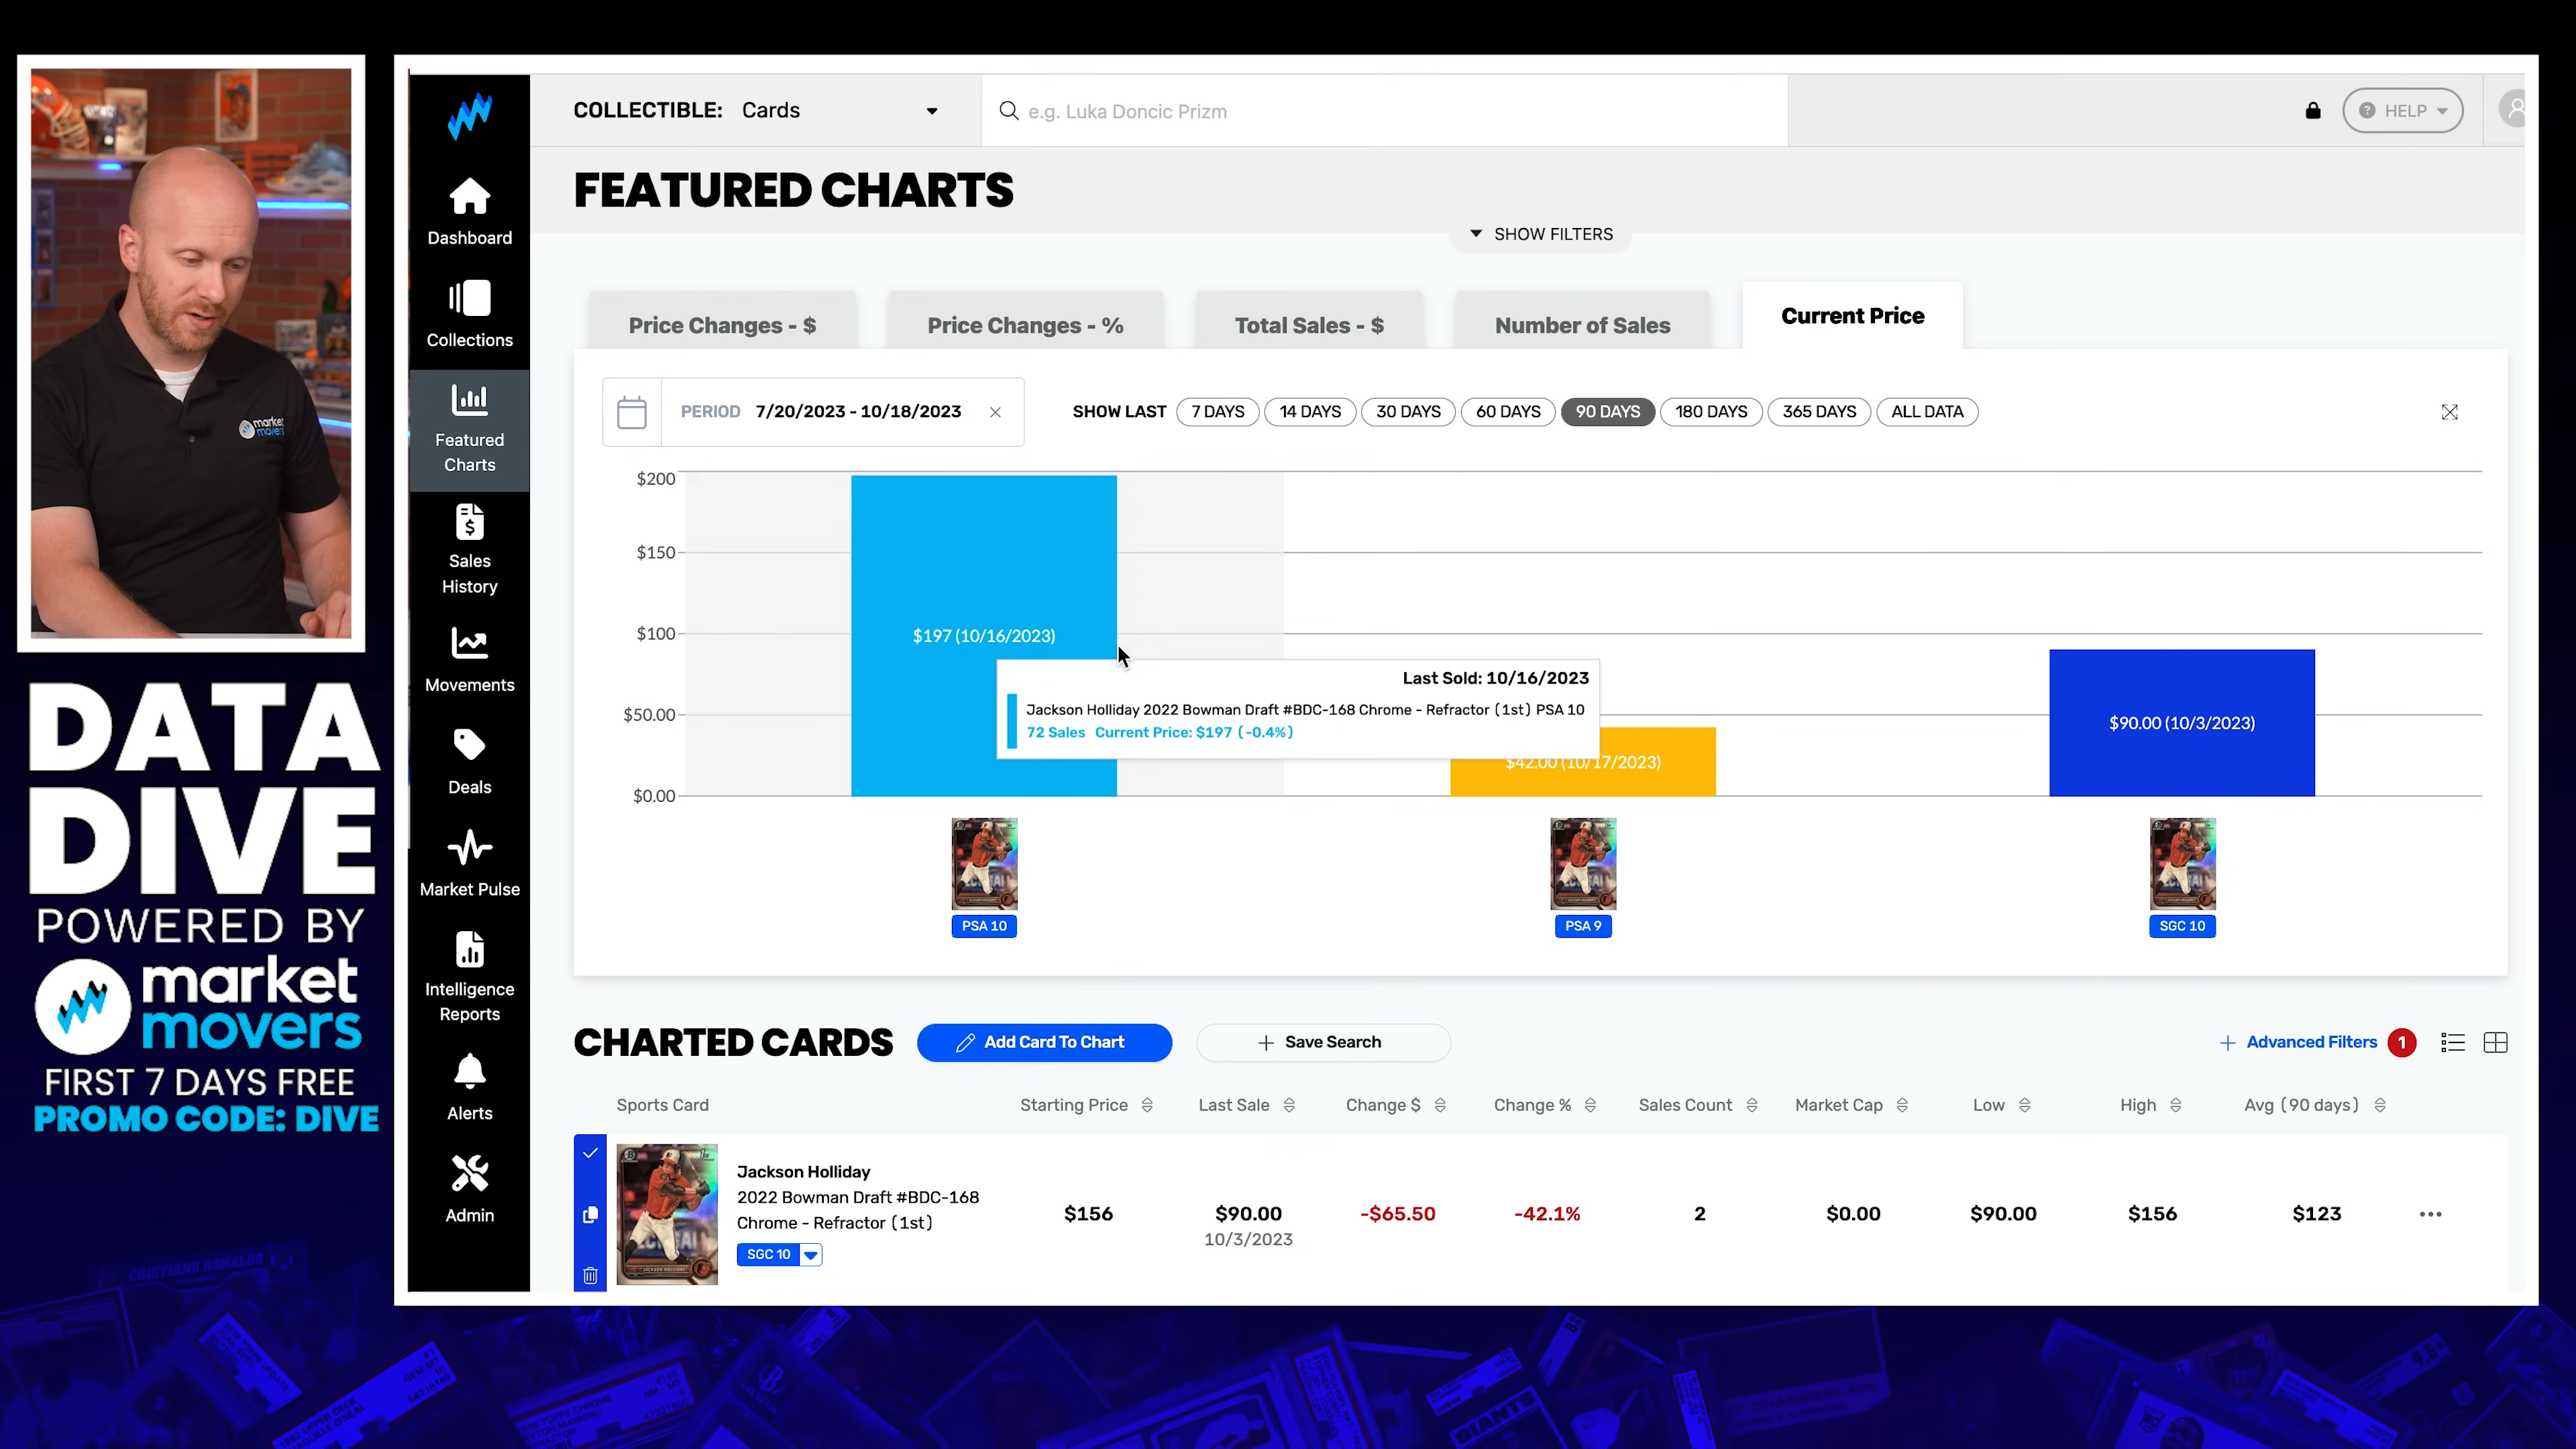 COLLECTIBLE: Cards
e.g. Luka Doncic Prizm
HELP
FEATURED CHARTS
SHOW FILTERS
Dashboard
Collections
Featured
Charts
Sales
History
Movements
Deals
Market Pulse
Intelligence
Reports
Alerts
Admin
Price Changes - $
Price Changes - %
Total Sales - $
Number of Sales
Current Price
PERIOD 7/20/2023 - 10/18/2023
SHOW LAST 7 DAYS 14 DAYS 30 DAYS 60 DAYS 90 DAYS 180 DAYS 365 DAYS ALL DATA
$200
$150
$100
$50.00
$0.00
$197 (10/16/2023)
Last Sold: 10/16/2023
Jackson Holliday 2022 Bowman Draft #BDC-168 Chrome - Refractor (1st) PSA 10
72 Sales Current Price: $197 (-0.4%)
$42.00 (10/17/2023)
$90.00 (10/3/2023)
PSA 10
PSA 9
SGC 10
CHARTED CARDS
Add Card To Chart
+ Save Search
+ Advanced Filters 1
Sports Card Starting Price Last Sale Change $ Change % Sales Count Market Cap Low High Avg (90 days)
Jackson Holliday
2022 Bowman Draft #BDC-168
Chrome - Refractor (1st)
SGC 10
$156
$90.00
10/3/2023
-$65.50
-42.1%
2
$0.00
$90.00
$156
$123
market
movers
DATA
DIVE
POWERED BY
market
movers
FIRST 7 DAYS FREE
PROMO CODE: DIVE
CRISTIANO RONALDO
GIANTS